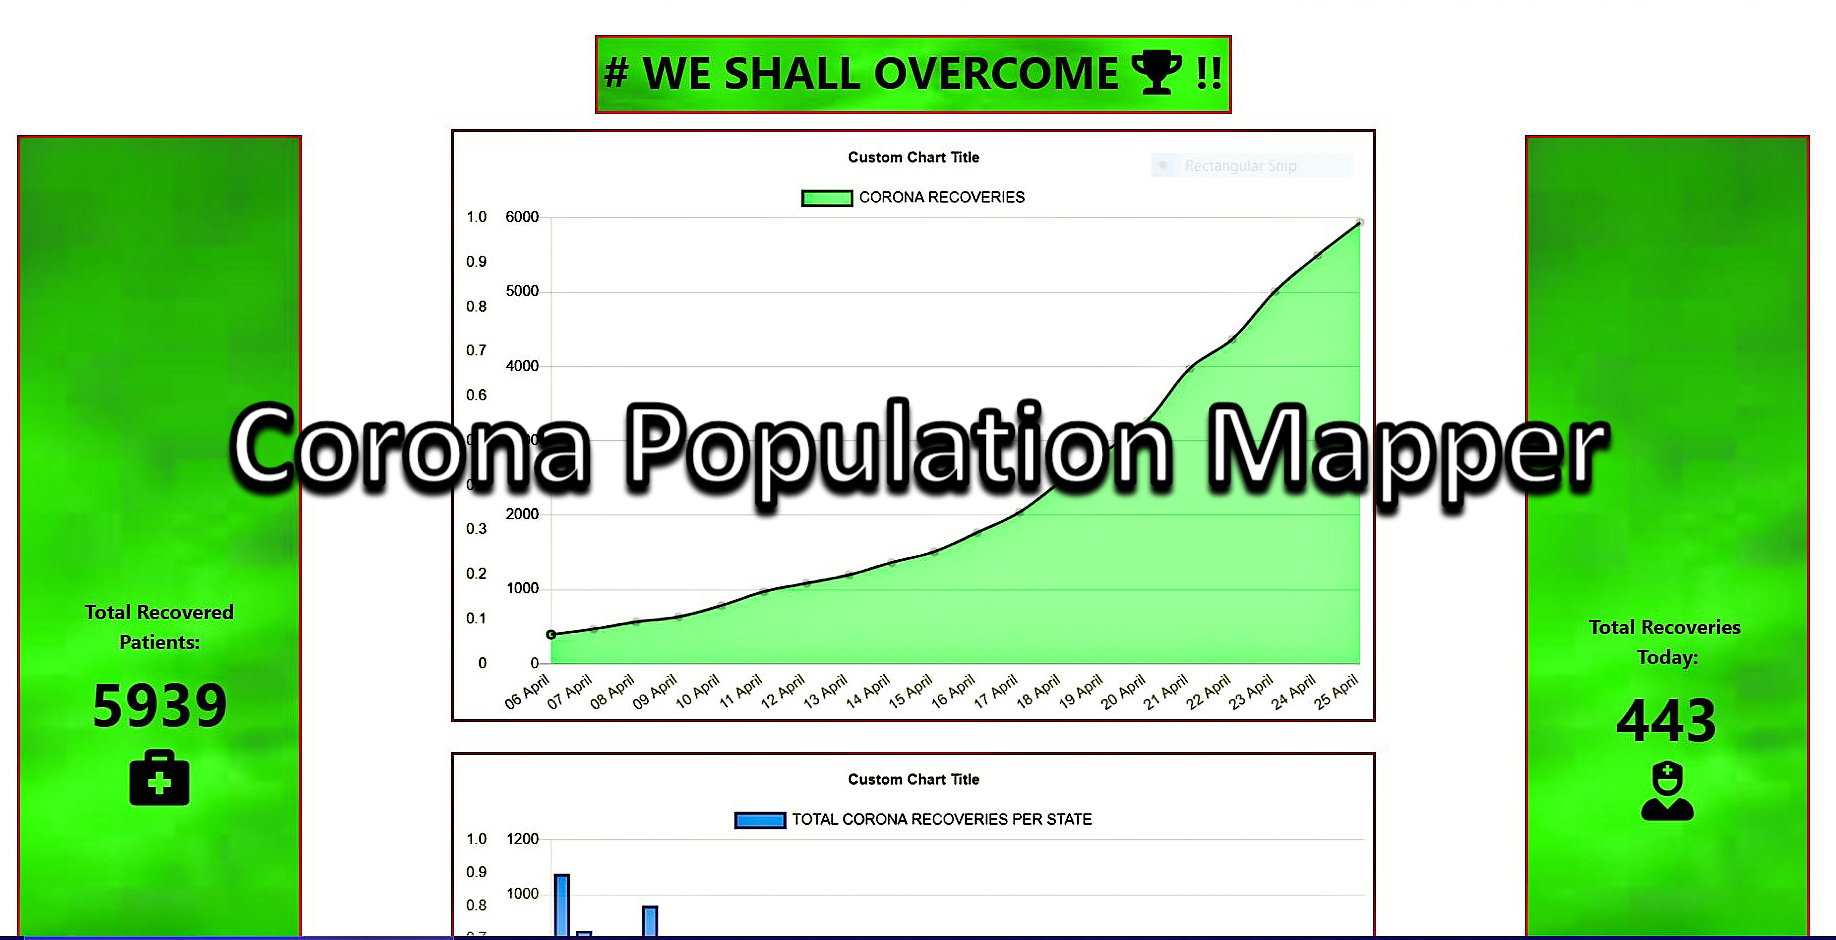 # WE SHALL OVERCOME !!
Custom Chart Title
Rectangular Snip
CORONA RECOVERIES
1.0 6000
0.9
5000
0.8
0.7
4000
0.6
Corona Population Mapper
2000
0.3
0.2
1000
0.1
0 0
06 April 07 April 08 April 09 April 10 April 11 April 12 April 13 April 14 April 15 April 16 April 17 April 18 April 19 April 20 April 21 April 22 April 23 April 24 April 25 April
Total Recovered
Patients:
5939
Total Recoveries
Today:
443
Custom Chart Title
TOTAL CORONA RECOVERIES PER STATE
1.0 1200
0.9
1000
0.8